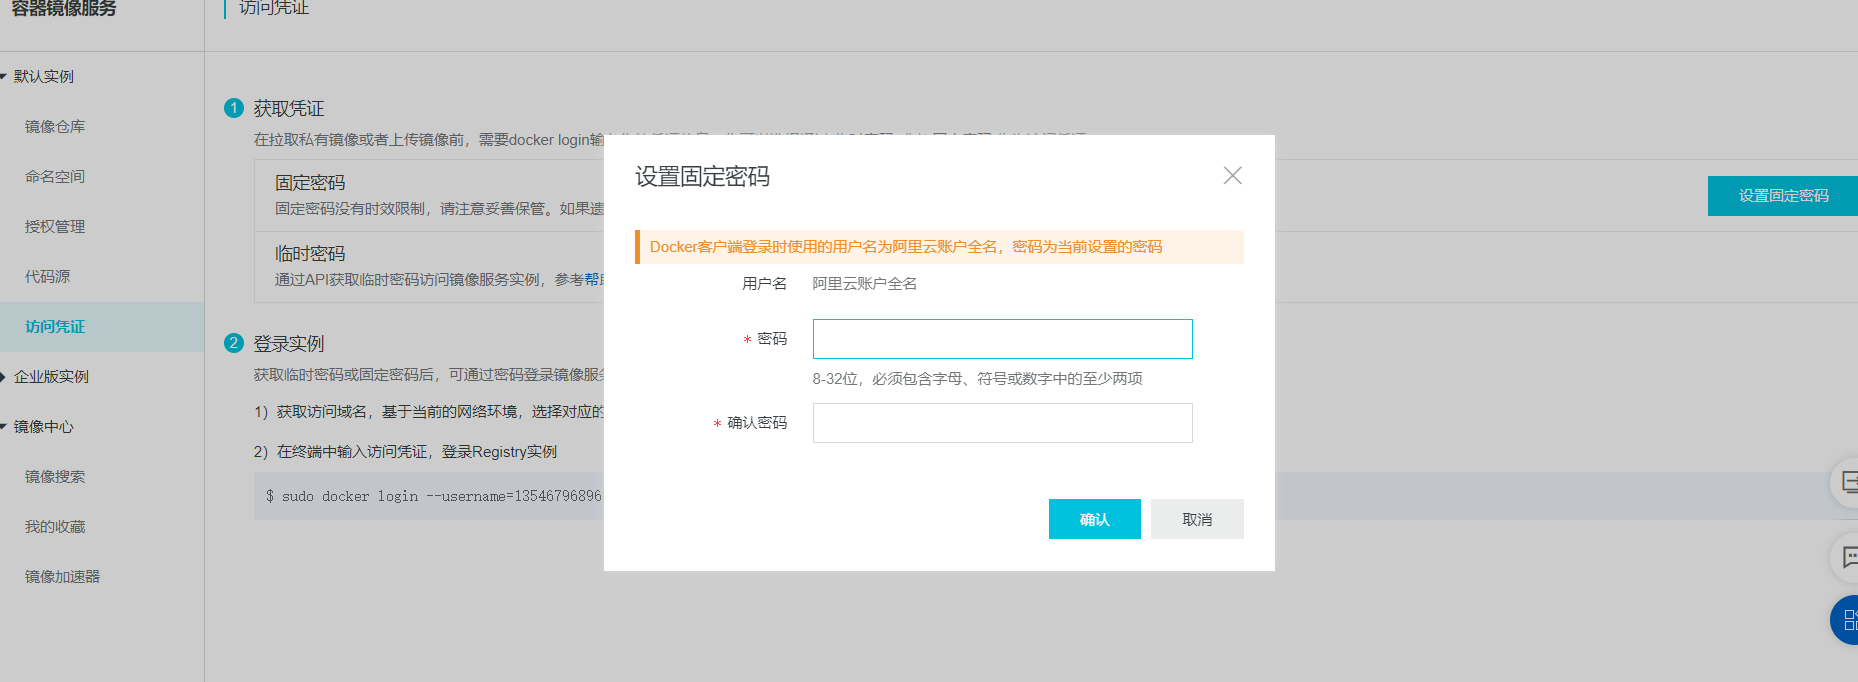 容器镜像服务
访问凭证
默认实例
镜像仓库
命名空间
授权管理
代码源
访问凭证
企业版实例
镜像中心
镜像搜索
我的收藏
镜像加速器
1 获取凭证
在拉取私有镜像或者上传镜像前，需要docker login输
固定密码
固定密码没有时效限制，请注意妥善保管。如果遗
设置固定密码
临时密码
通过API获取临时密码访问镜像服务实例，参考帮
2 登录实例
获取临时密码或固定密码后，可通过密码登录镜像服务
1）获取访问域名，基于当前的网络环境，选择对应的
2）在终端中输入访问凭证，登录Registry实例
$ sudo docker login --username=13546796896
设置固定密码
Docker客户端登录时使用的用户名为阿里云账户全名，密码为当前设置的密码
用户名 阿里云账户全名
* 密码
8-32位，必须包含字母、符号或数字中的至少两项
* 确认密码
确认 取消